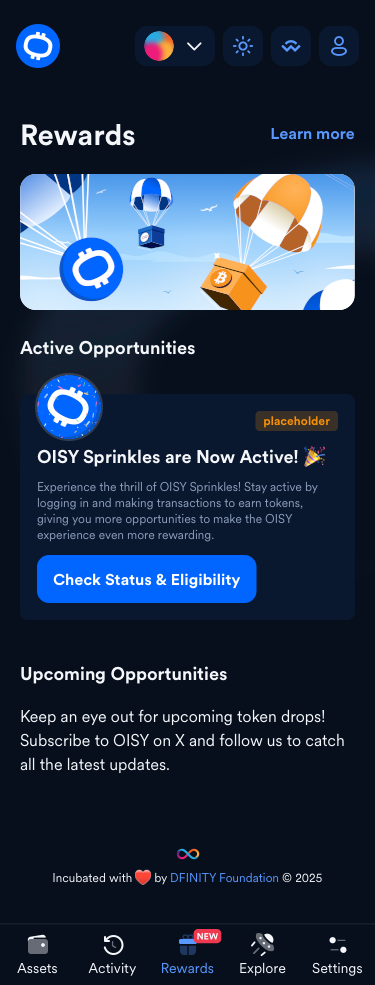 Rewards
Learn more
Active Opportunities
placeholder
OISY Sprinkles are Now Active! 🎉
Experience the thrill of OISY Sprinkles! Stay active by
logging in and making transactions to earn tokens,
giving you more opportunities to make the OISY
experience even more rewarding.
Check Status & Eligibility
Upcoming Opportunities
Keep an eye out for upcoming token drops!
Subscribe to OISY on X and follow us to catch
all the latest updates.
Incubated with ❤️ by DFINITY Foundation © 2025
NEW
Assets Activity Rewards Explore Settings